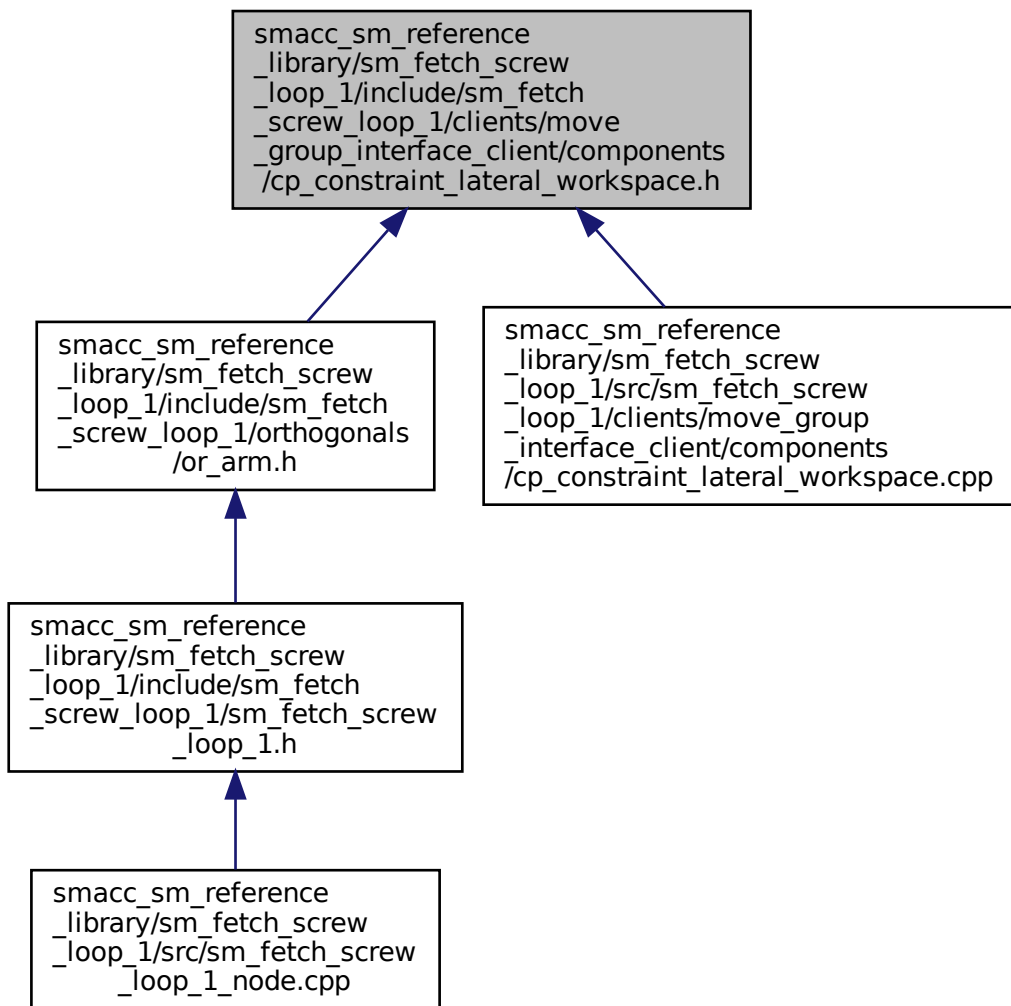 smacc_sm_reference
_library/sm_fetch_screw
_loop_1/include/sm_fetch
_screw_loop_1/clients/move
_group_interface_client/components
/cp_constraint_lateral_workspace.h
smacc_sm_reference
_library/sm_fetch_screw
_loop_1/include/sm_fetch
_screw_loop_1/orthogonals
/or_arm.h
smacc_sm_reference
_library/sm_fetch_screw
_loop_1/src/sm_fetch_screw
_loop_1/clients/move_group
_interface_client/components
/cp_constraint_lateral_workspace.cpp
smacc_sm_reference
_library/sm_fetch_screw
_loop_1/include/sm_fetch
_screw_loop_1/sm_fetch_screw
_loop_1.h
smacc_sm_reference
_library/sm_fetch_screw
_loop_1/src/sm_fetch_screw
_loop_1_node.cpp